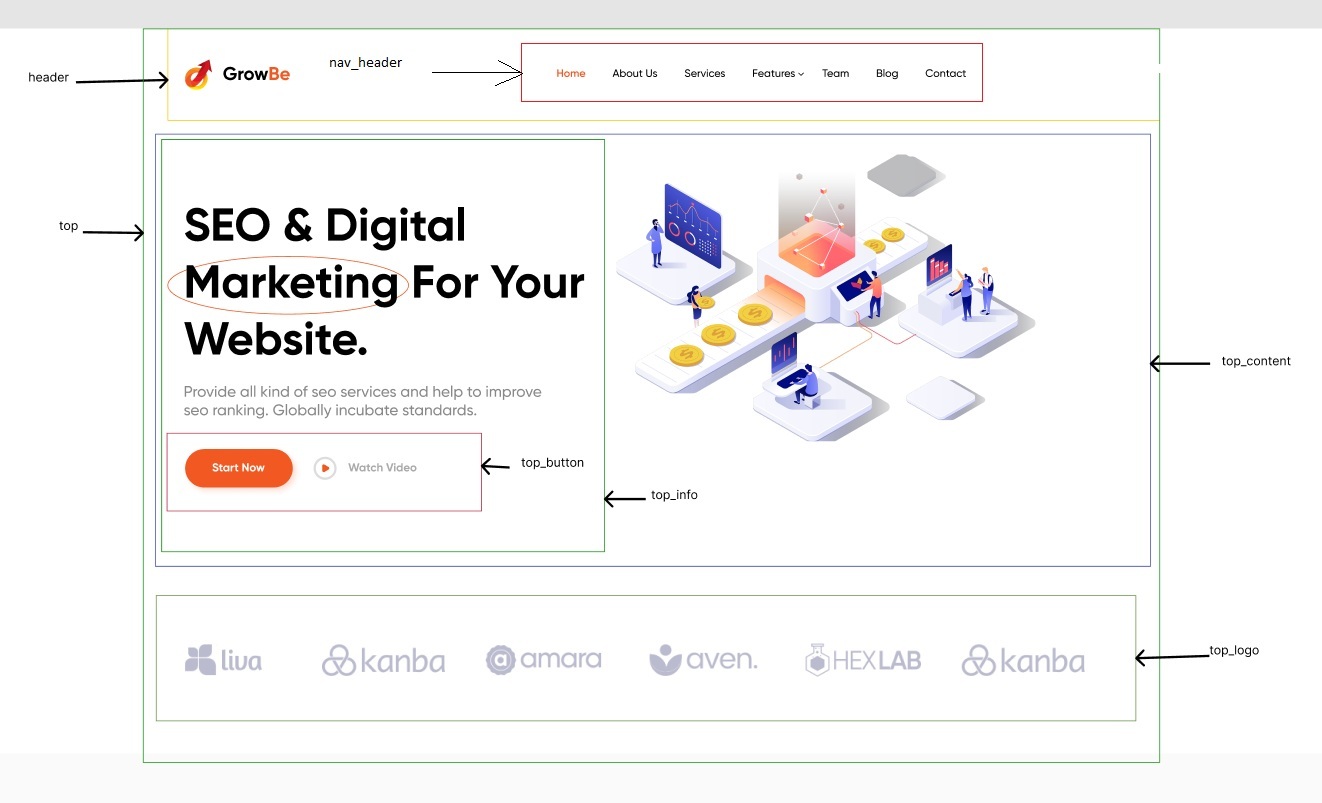 header
GrowBe
nav_header
Home
About Us
Services
Features
Team
Blog
Contact
top
SEO & Digital
Marketing For Your
Website.
Provide all kind of seo services and help to improve
seo ranking. Globally incubate standards.
Start Now
Watch Video
top_button
top_info
top_content
liva
kanba
amara
aven.
HEXLAB
kanba
top_logo